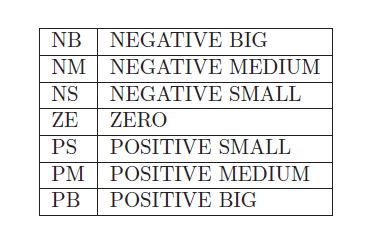 NB NEGATIVE BIG
NM NEGATIVE MEDIUM
NS NEGATIVE SMALL
ZE ZERO
PS POSITIVE SMALL
PM POSITIVE MEDIUM
PB POSITIVE BIG